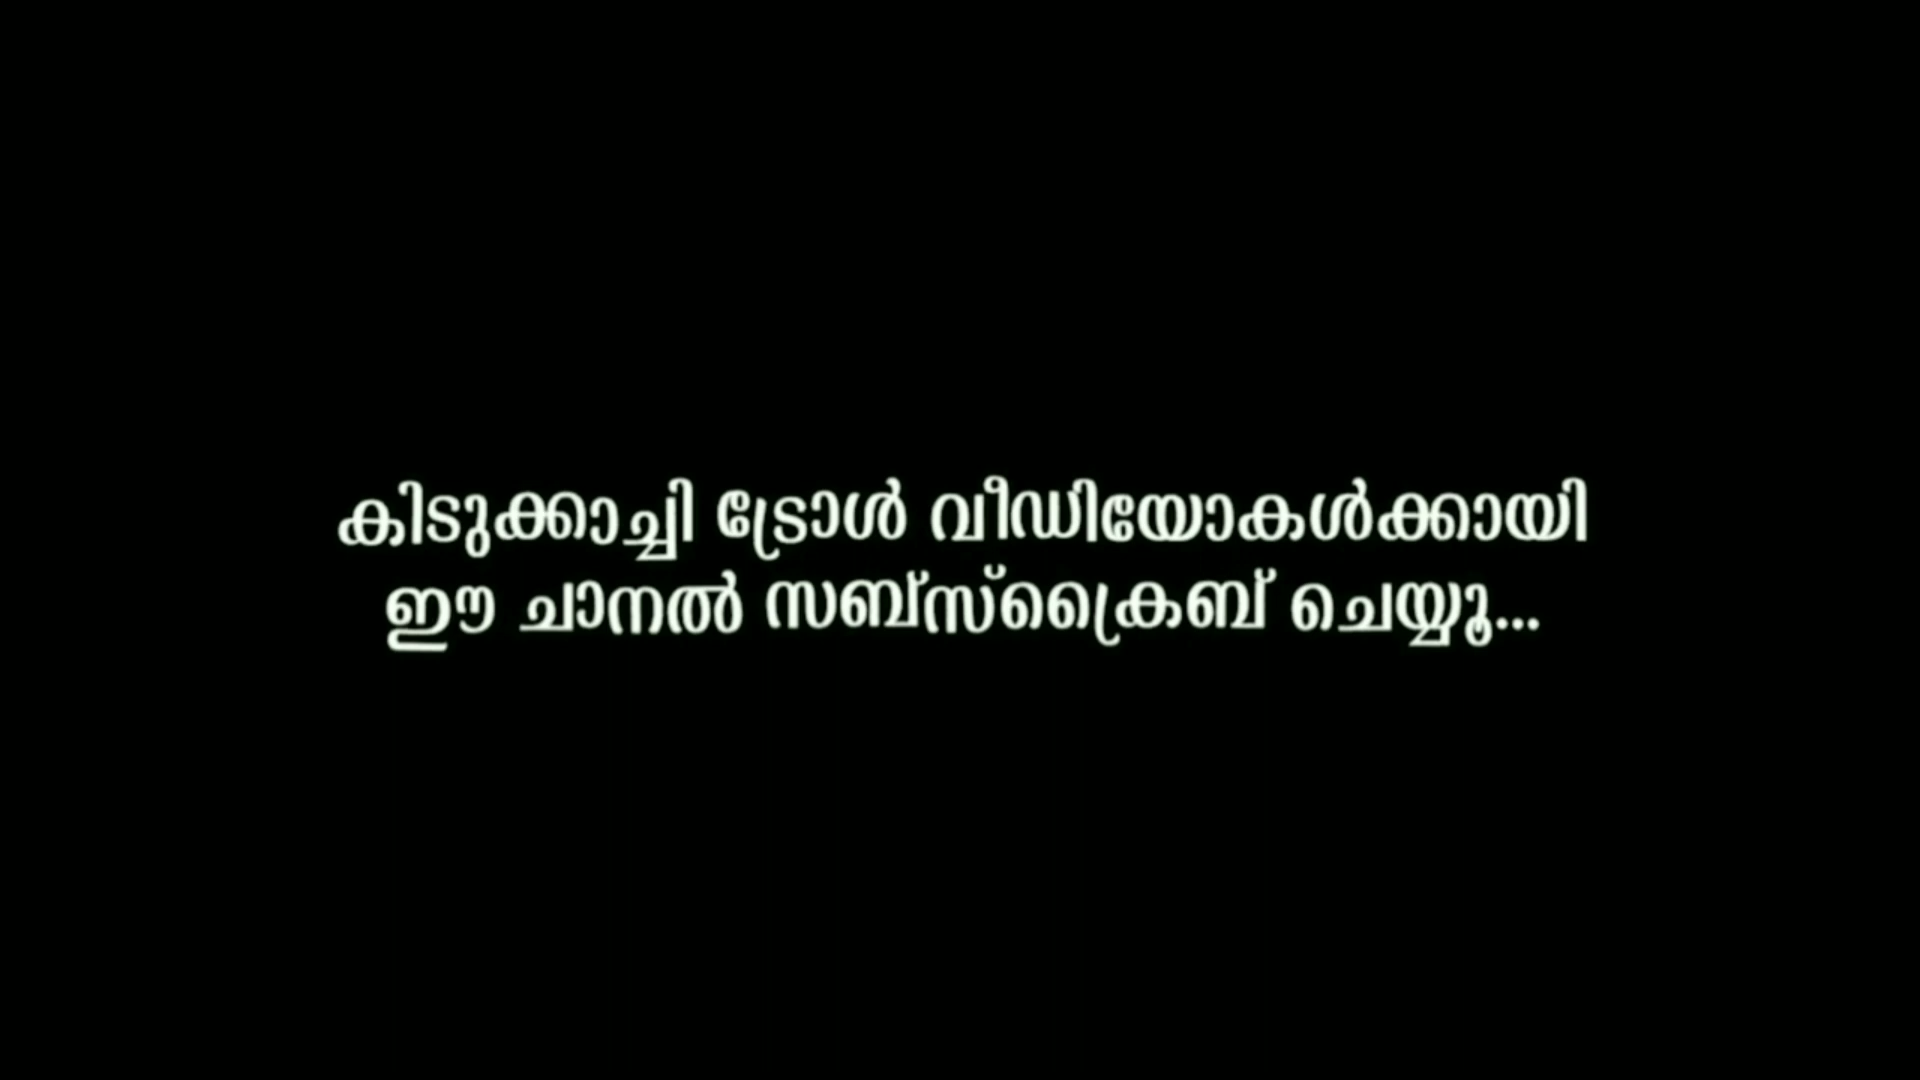 കിടുക്കാച്ചി ട്രോൾ വീഡിയോകൾക്കായി
ഈ ചാനൽ സബ്സ്ക്രൈബ് ചെയ്യൂ...